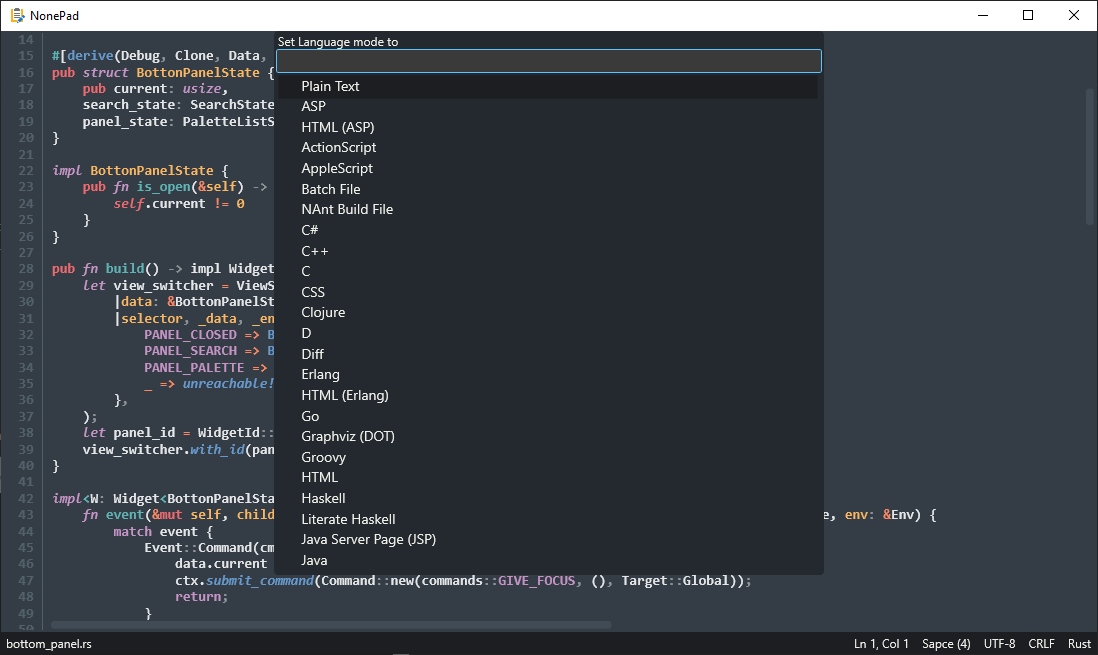 NonePad
Set Language mode to
14
15 #[derive(Debug, Clone, Data,
16 pub struct BottonPanelState {
17 pub current: usize,
18 search_state: SearchState
19 panel_state: PaletteListS
20 }
21
22 impl BottonPanelState {
23 pub fn is_open(&self) ->
24 self.current != 0
25 }
26 }
27
28 pub fn build() -> impl Widget
29 let view_switcher = ViewS
30 |data: &BottonPanelSt
31 |selector, _data, _en
32 PANEL_CLOSED => B
33 PANEL_SEARCH => B
34 PANEL_PALETTE =>
35 _ => unreachable!
36 },
37 );
38 let panel_id = WidgetId::
39 view_switcher.with_id(pan
40 }
41
42 impl<W: Widget<BottonPanelSta
43 fn event(&mut self, child e, env: &Env) {
44 match event {
45 Event::Command(cm
46 data.current
47 ctx.submit_command(Command::new(commands::GIVE_FOCUS, (), Target::Global));
48 return;
49 }
50
Plain Text
ASP
HTML (ASP)
ActionScript
AppleScript
Batch File
NAnt Build File
C#
C++
C
CSS
Clojure
D
Diff
Erlang
HTML (Erlang)
Go
Graphviz (DOT)
Groovy
HTML
Haskell
Literate Haskell
Java Server Page (JSP)
Java
bottom_panel.rs Ln 1, Col 1 Sapce (4) UTF-8 CRLF Rust